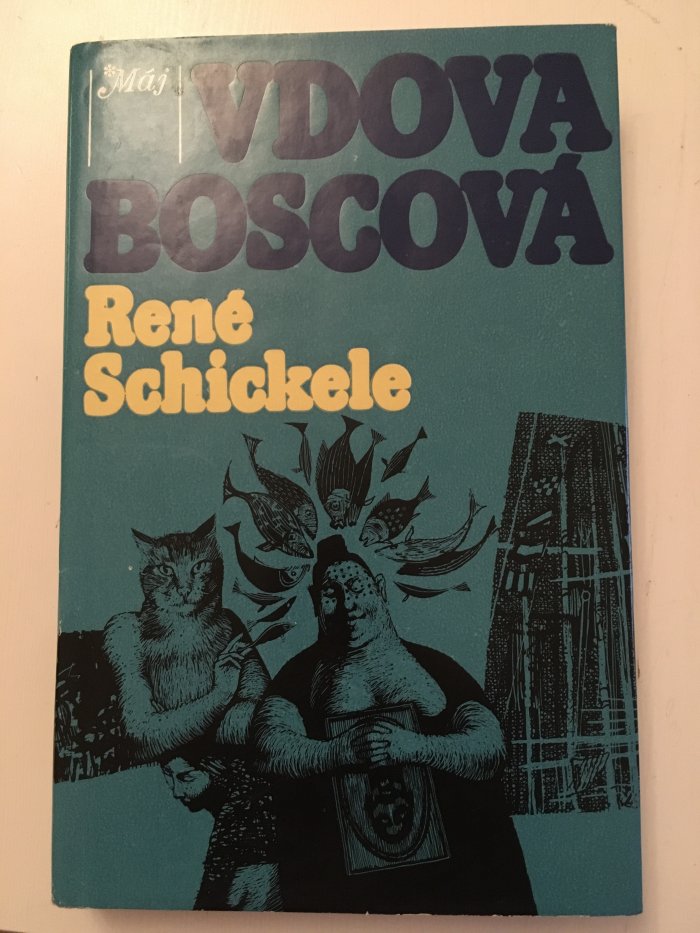 *Máj
VDOVA
BOSCOVÁ
René
Schickele